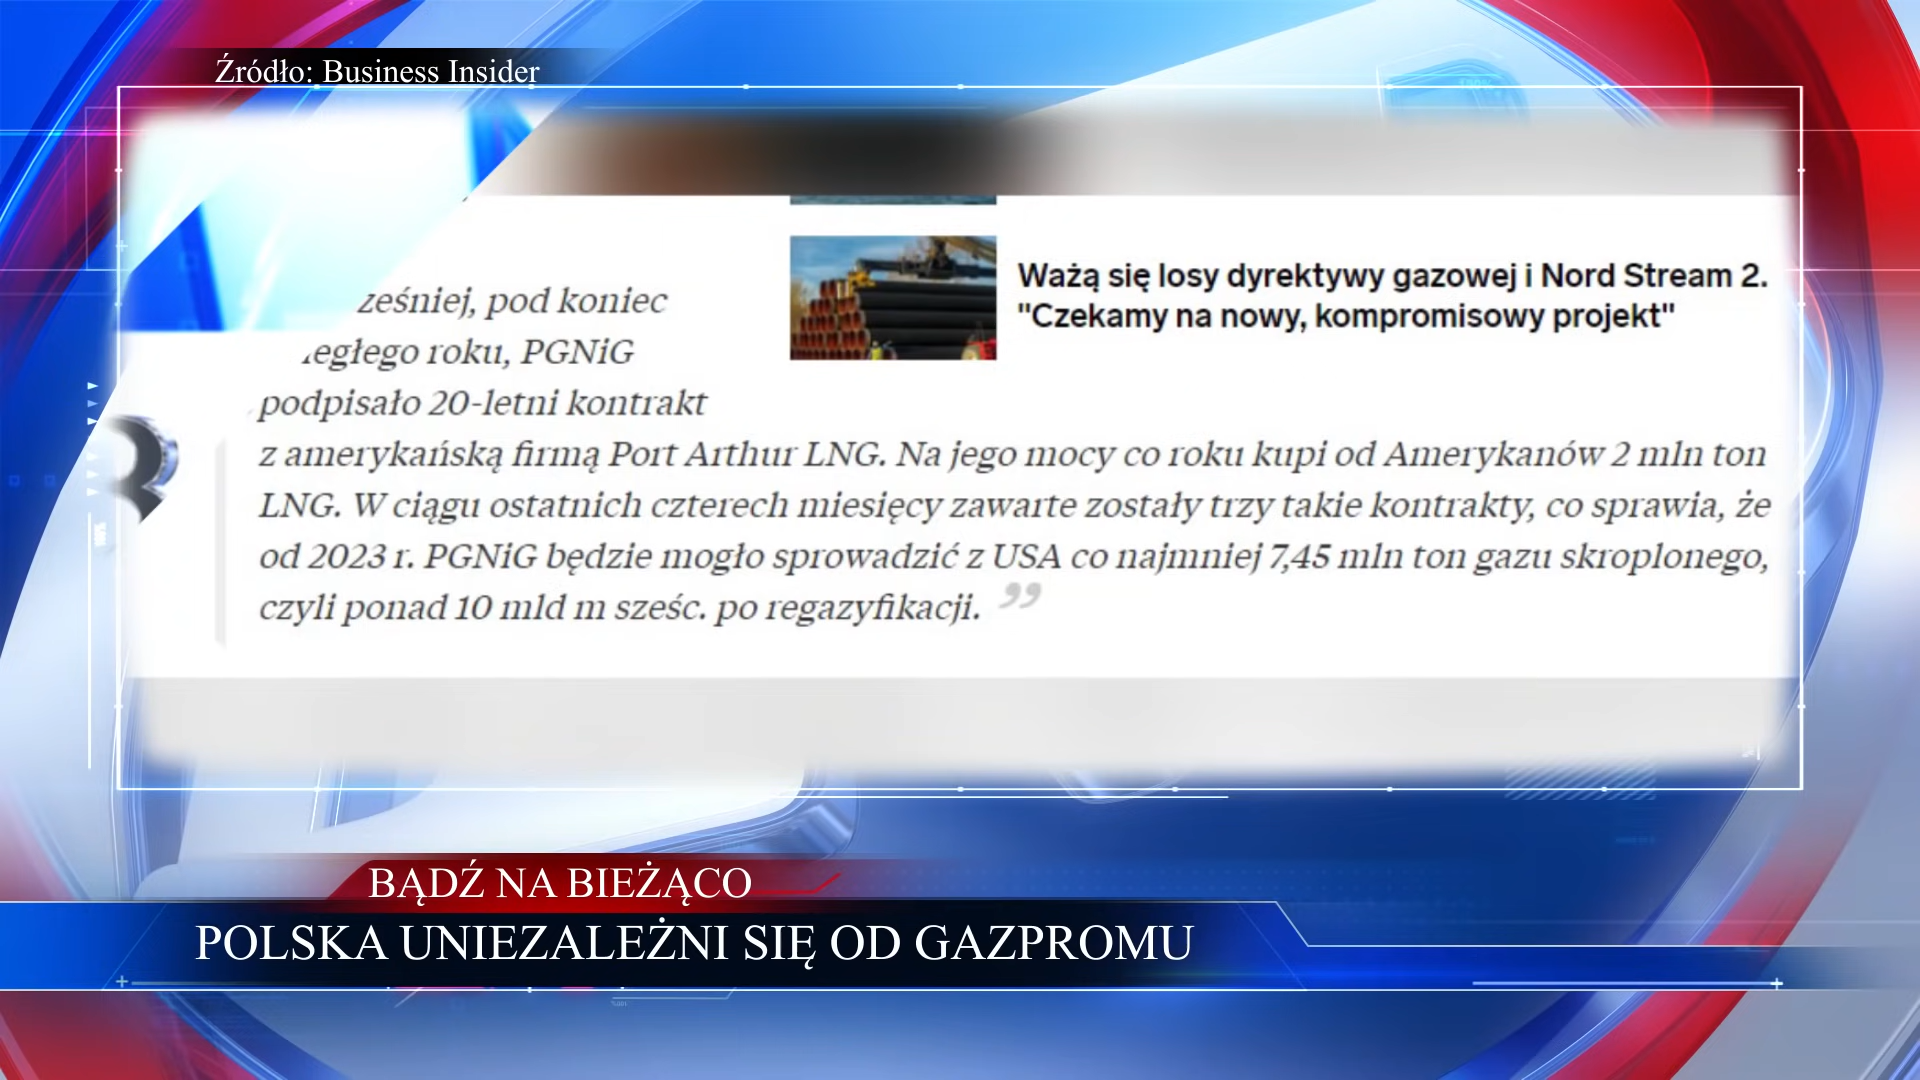 Źródło: Business Insider
Ważą się losy dyrektywy gazowej i Nord Stream 2.
"Czekamy na nowy, kompromisowy projekt"
ześniej, pod koniec
egłego roku, PGNiG
podpisało 20-letni kontrakt
z amerykańską firmą Port Arthur LNG. Na jego mocy co roku kupi od Amerykanów 2 mln ton
LNG. W ciągu ostatnich czterech miesięcy zawarte zostały trzy takie kontrakty, co sprawia, że
od 2023 r. PGNiG będzie mogło sprowadzić z USA co najmniej 7,45 mln ton gazu skroplonego,
czyli ponad 10 mld m sześc. po regazyfikacji. ”
BĄDŹ NA BIEŻĄCO
POLSKA UNIEZALEŻNI SIĘ OD GAZPROMU